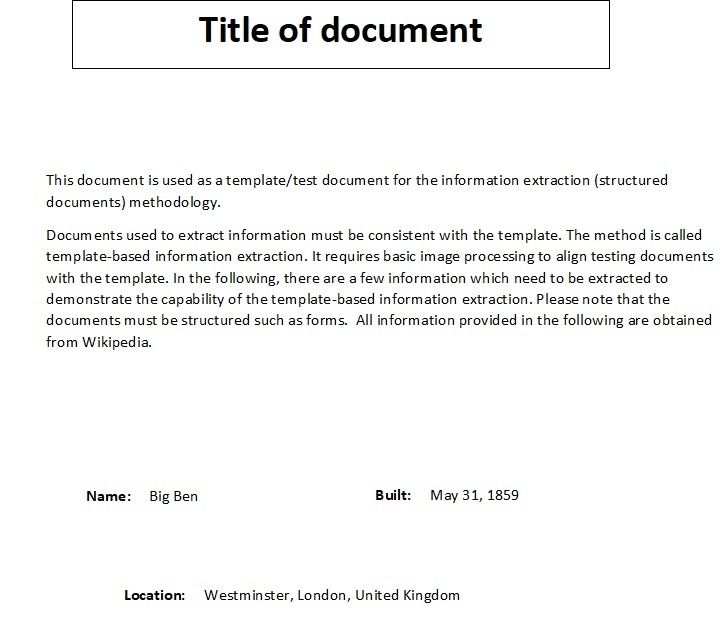 Title of document
This document is used as a template/test document for the information extraction (structured
documents) methodology.
Documents used to extract information must be consistent with the template. The method is called
template-based information extraction. It requires basic image processing to align testing documents
with the template. In the following, there are a few information which need to be extracted to
demonstrate the capability of the template-based information extraction. Please note that the
documents must be structured such as forms.  All information provided in the following are obtained
from Wikipedia.
Name: Big Ben Built: May 31, 1859
Location: Westminster, London, United Kingdom